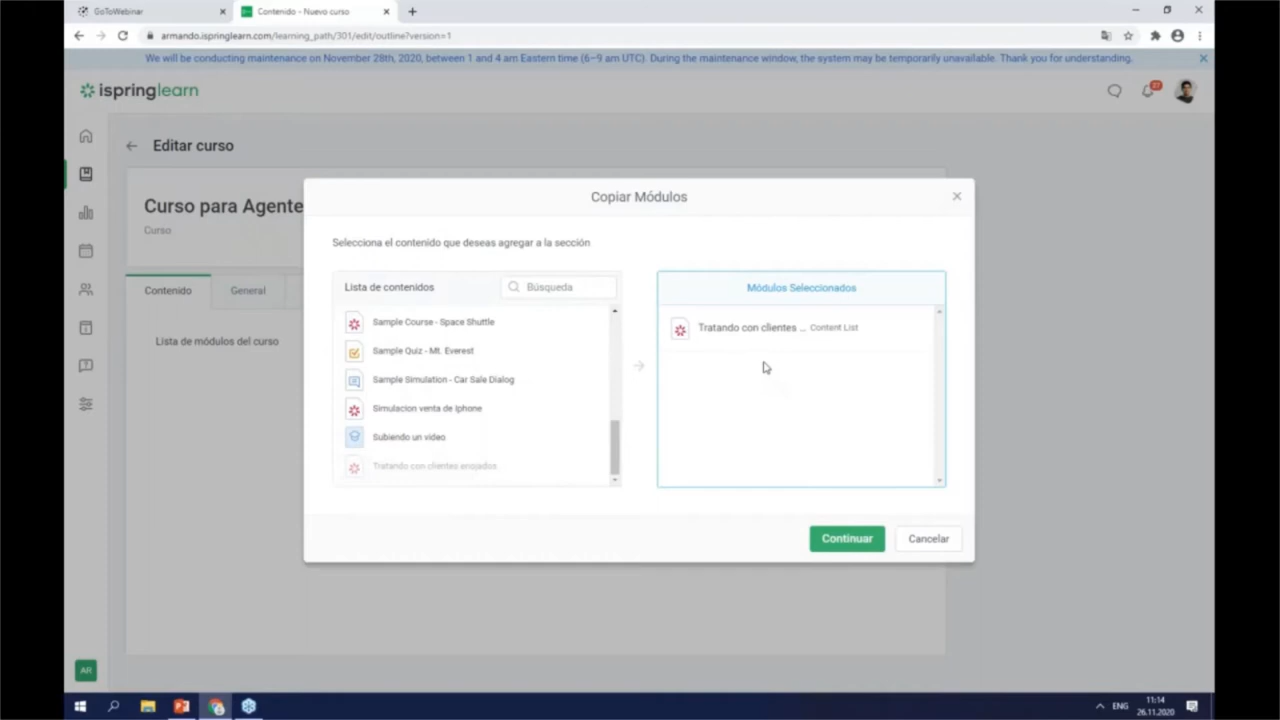 GoToWebinar
Contenido - Nuevo curso
armando.ispringlearn.com/learning_path/301/edit/outline?version=1
We will be conducting maintenance on November 28th, 2020, between 1 and 4 am Eastern time (6–9 am UTC). During the maintenance window, the system may be temporarily unavailable. Thank you for understanding.
ispringlearn
Editar curso
Curso para Agente
Curso
Contenido
General
Lista de módulos del curso
Copiar Módulos
Selecciona el contenido que deseas agregar a la sección
Lista de contenidos
Búsqueda
Sample Course - Space Shuttle
Sample Quiz - Mt. Everest
Sample Simulation - Car Sale Dialog
Simulacion venta de Iphone
Subiendo un video
Tratando con clientes enojados
Módulos Seleccionados
Tratando con clientes ... Content List
Continuar
Cancelar
AR
ENG
11:14
26.11.2020